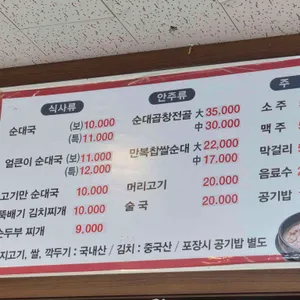 식사류
순대국 (보)10.000
(특)11.000
얼큰이 순대국 (보)11.000
(특)12.000
고기만 순대국 10.000
뚝배기 김치찌개 10.000
순두부 찌개 9,000
안주류
순대곱창전골 大 35,000
中 30.000
만복찹쌀순대 大 22,000
中 17.000
머리고기 20.000
술 국 20.000
주
소 주
맥 주
막걸리
음료수
공기밥
지고기, 쌀, 깍두기 : 국내산 / 김치 : 중국산 / 포장시 공기밥 별도